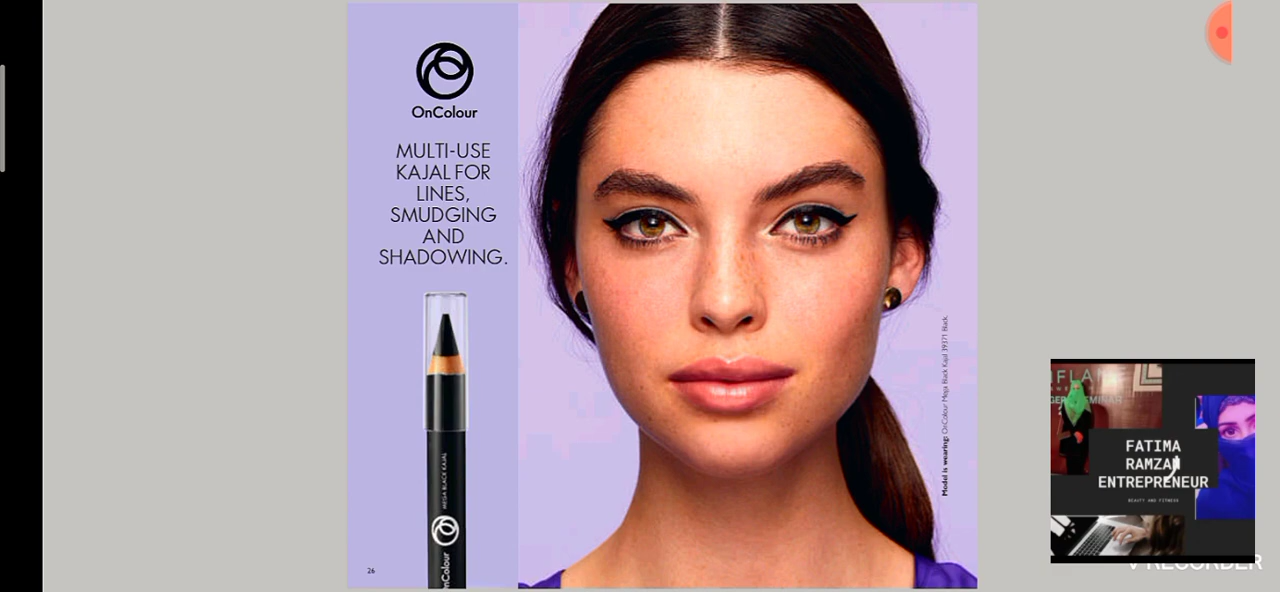 OnColour
MULTI-USE
KAJAL FOR
LINES,
SMUDGING
AND
SHADOWING.
MEGA BLACK KAJAL
OnColour
26
Model is wearing: OnColour Mega Black Kajal 39371 Black.
SEMINAR
FATIMA
RAMZAN
ENTREPRENEUR
BEAUTY AND FITNESS
V RECORDER